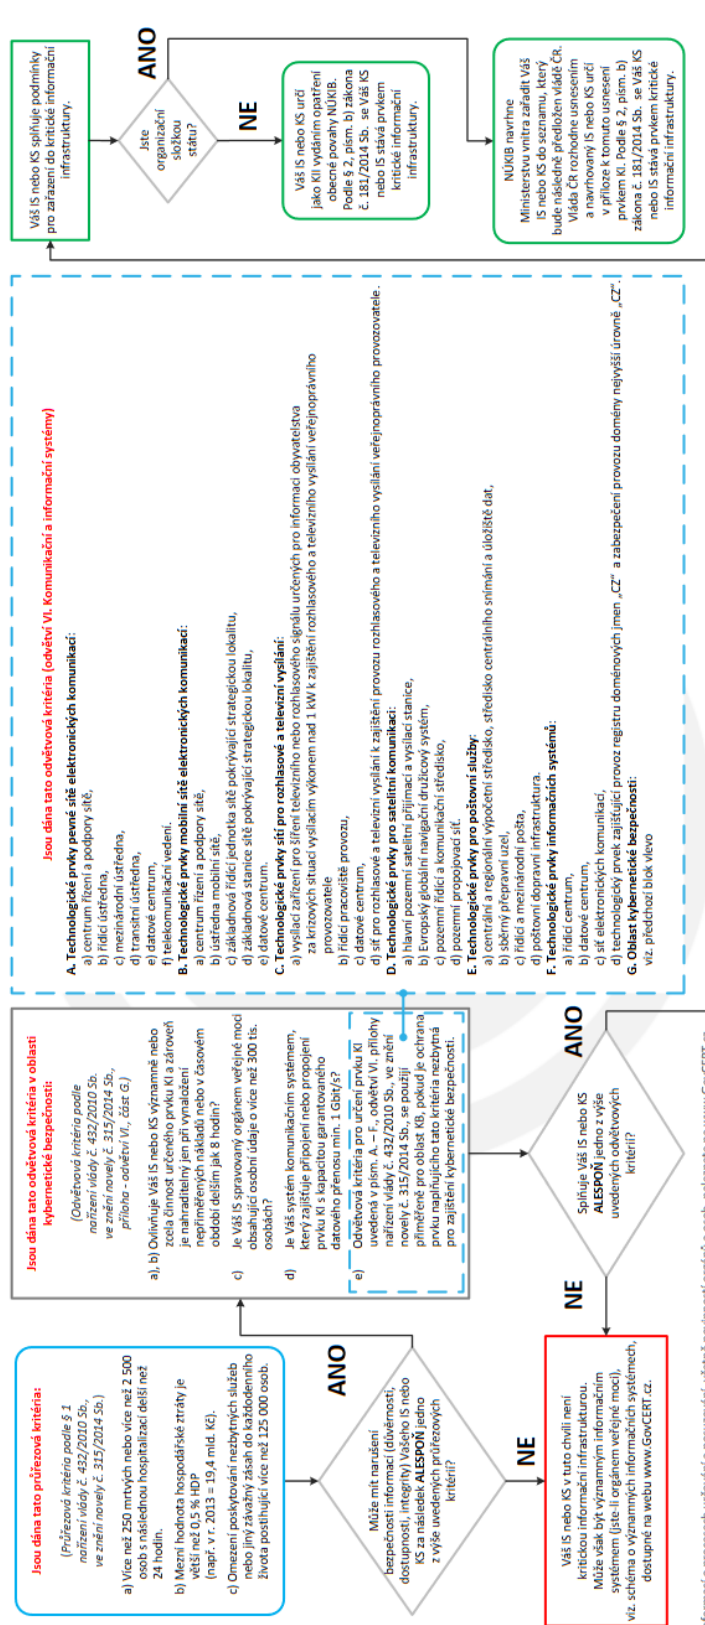 Jsou dána tato průřezová kritéria:
(Průřezová kritéria podle § 1
nařízení vlády č. 432/2010 Sb.,
ve znění novely č. 315/2014 Sb.)
a) Více než 250 mrtvých nebo více než 2 500
osob s následnou hospitalizací delší než
24 hodin.
b) Mezní hodnota hospodářské ztráty je
větší než 0,5 % HDP
(např. v r. 2013 = 19,4 mld. Kč).
c) Omezení poskytování nezbytných služeb
nebo jiný závažný zásah do každodenního
života postihující více než 125 000 osob.
Může mít narušení
bezpečnosti informací (důvěrnosti,
dostupnosti, integrity) Vašeho IS nebo
KS za následek ALESPOŇ jedno
z výše uvedených průřezových
kritérií?
ANO
NE
Váš IS nebo KS v tuto chvíli není
kritickou informační infrastrukturou.
Může však být významným informačním
systémem (jste-li orgánem veřejné moci),
viz. schéma o významných informačních systémech,
dostupné na webu www.GovCERT.cz.
Jsou dána tato odvětvová kritéria v oblasti
kybernetické bezpečnosti:
(Odvětvová kritéria podle
nařízení vlády č. 432/2010 Sb.
ve znění novely č. 315/2014 Sb.,
příloha - odvětví VI., část G.)
a), b) Ovlivňuje Váš IS nebo KS významně nebo
zcela činnost určeného prvku KI a zároveň
je nahraditelný jen při vynaložení
nepřiměřených nákladů nebo v časovém
období delším jak 8 hodin?
c) Je Váš IS spravovaný orgánem veřejné moci
obsahující osobní údaje o více než 300 tis.
osobách?
d) Je Váš systém komunikačním systémem,
který zajišťuje připojení nebo propojení
prvku KI s kapacitou garantovaného
datového přenosu min. 1 Gbit/s?
e) Odvětvová kritéria pro určení prvku KI
uvedená v písm. A. – F., odvětví VI. přílohy
nařízení vlády č. 432/2010 Sb., ve znění
novely č. 315/2014 Sb., se použijí
přiměřeně pro oblast KB, pokud je ochrana
prvku naplňujícího tato kritéria nezbytná
pro zajištění kybernetické bezpečnosti.
Splňuje Váš IS nebo KS
ALESPOŇ jedno z výše
uvedených odvětvových
kritérií?
NE
ANO
Jsou dána tato odvětvová kritéria (odvětví VI. Komunikační a informační systémy)
A. Technologické prvky pevné sítě elektronických komunikací:
a) centrum řízení a podpory sítě,
b) řídící ústředna,
c) mezinárodní ústředna,
d) transitní ústředna,
e) datové centrum,
f) telekomunikační vedení.
B. Technologické prvky mobilní sítě elektronických komunikací:
a) centrum řízení a podpory sítě,
b) ústředna mobilní sítě,
c) základnová řídící jednotka sítě pokrývající strategickou lokalitu,
d) základnová stanice sítě pokrývající strategickou lokalitu,
e) datové centrum.
C. Technologické prvky sítí pro rozhlasové a televizní vysílání:
a) vysílací zařízení pro šíření televizního nebo rozhlasového signálu určených pro informaci obyvatelstva
za krizových situací vysílacím výkonem nad 1 kW k zajištění rozhlasového a televizního vysílání veřejnoprávního
provozovatele
b) řídicí pracoviště provozu,
c) datové centrum,
d) síť pro rozhlasové a televizní vysílání k zajištění provozu rozhlasového a televizního vysílání veřejnoprávního provozovatele.
D. Technologické prvky pro satelitní komunikaci:
a) hlavní pozemní satelitní přijímací a vysílací stanice,
b) Evropský globální navigační družicový systém,
c) pozemní řídící a komunikační středisko,
d) pozemní propojovací síť.
E. Technologické prvky pro poštovní služby:
a) centrální a regionální výpočetní středisko, středisko centrálního snímání a úložiště dat,
b) sběrný přepravní uzel,
c) řídící a mezinárodní pošta,
d) poštovní dopravní infrastruktura.
F. Technologické prvky informačních systémů:
a) řídící centrum,
b) datové centrum,
c) síť elektronických komunikací,
d) technologický prvek zajišťující provoz registru doménových jmen „CZ“ a zabezpečení provozu domény nejvyšší úrovně „CZ“.
G. Oblast kybernetické bezpečnosti:
viz. předchozí blok vlevo
Váš IS nebo KS splňuje podmínky
pro zařazení do kritické informační
infrastruktury.
Jste
organizační
složkou
státu?
ANO
NE
Váš IS nebo KS určí
jako KII vydáním opatření
obecné povahy NÚKIB.
Podle § 2, písm. b) zákona
č. 181/2014 Sb. se Váš KS
nebo IS stává prvkem
kritické informační
infrastruktury.
NÚKIB navrhne
Ministerstvu vnitra zařadit Váš
IS nebo KS do seznamu, který
bude následně předložen vládě ČR.
Vláda ČR rozhodne usnesením
a navrhovaný IS nebo KS určí
v příloze k tomuto usnesení
prvkem KI. Podle § 2, písm. b)
zákona č. 181/2014 Sb. se Váš KS
nebo IS stává prvkem kritické
informační infrastruktury.